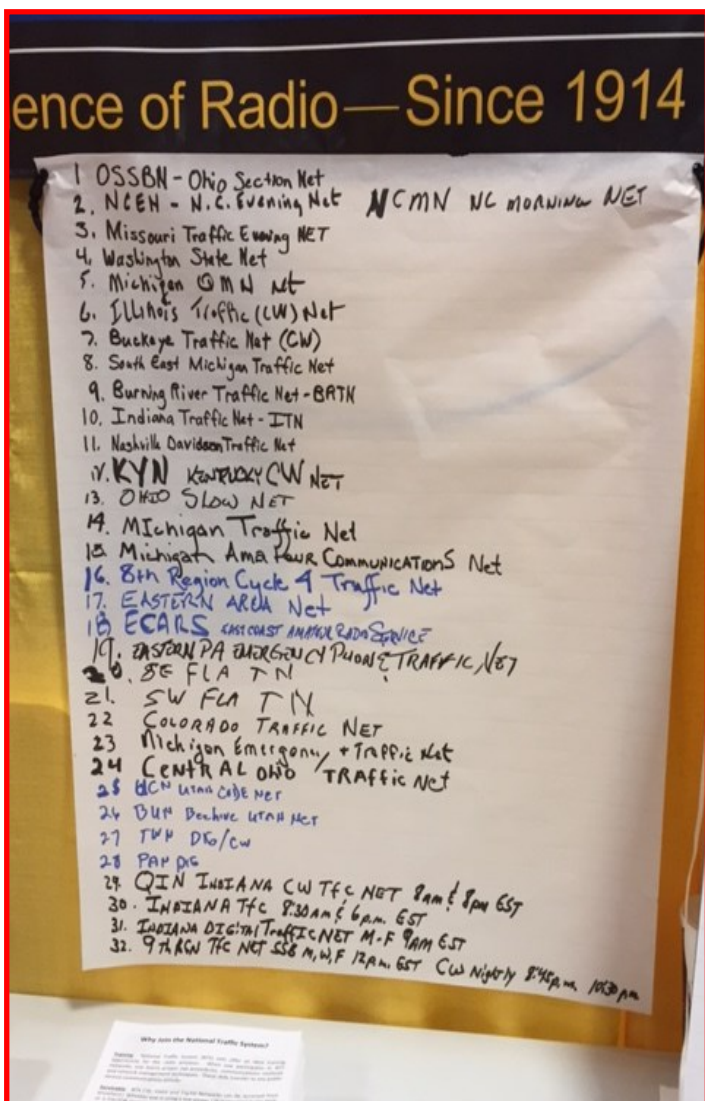 ence of Radio—Since 1914
1 OSSBN - Ohio Section Net
2. NCEN - N.C. Evening Net NCMN NC MORNING NET
3. Missouri Traffic Evening NET
4. Washington State Net
5. Michigan QMN Net
6. Illinois Traffic (CW) Net
7. Buckeye Traffic Net (CW)
8. South East Michigan Traffic Net
9. Burning River Traffic Net - BRTN
10. Indiana Traffic Net - ITN
11. Nashville Davidson Traffic Net
12. KYN KENTUCKY CW NET
13. OHIO SLOW NET
14. MIchigan Traffic Net
15 Michigan Amateur Communications Net
16. 8th Region Cycle 4 Traffic Net
17. EASTERN AREA Net
18 ECARS EAST COAST AMATEUR RADIO SERVICE
19. EASTERN PA EMERGENCY PHONE & TRAFFIC NET
20. SE FLA TN
21. SW FLA TN
22 COLORADO TRAFFIC NET
23 Michigan Emergency + Traffic Net
24 CENTRAL OHIO TRAFFIC Net
25 UCN UTAH CODE NET
26 BUN Beehive UTAH NET
27 TWN DIG/CW
28 PAN DIG
29. QIN INDIANA CW TFC NET 8am & 8pm EST
30. INDIANA TFC 8:30AM & 6p.m. EST
31. INDIANA DIGITAL TRAFFIC NET M-F 9AM EST
32. 9th RGN TFC NET SSB M,W,F 12p.m. EST CW Nightly 8:45p.m. 10:30pm
Why Join the National Traffic System?